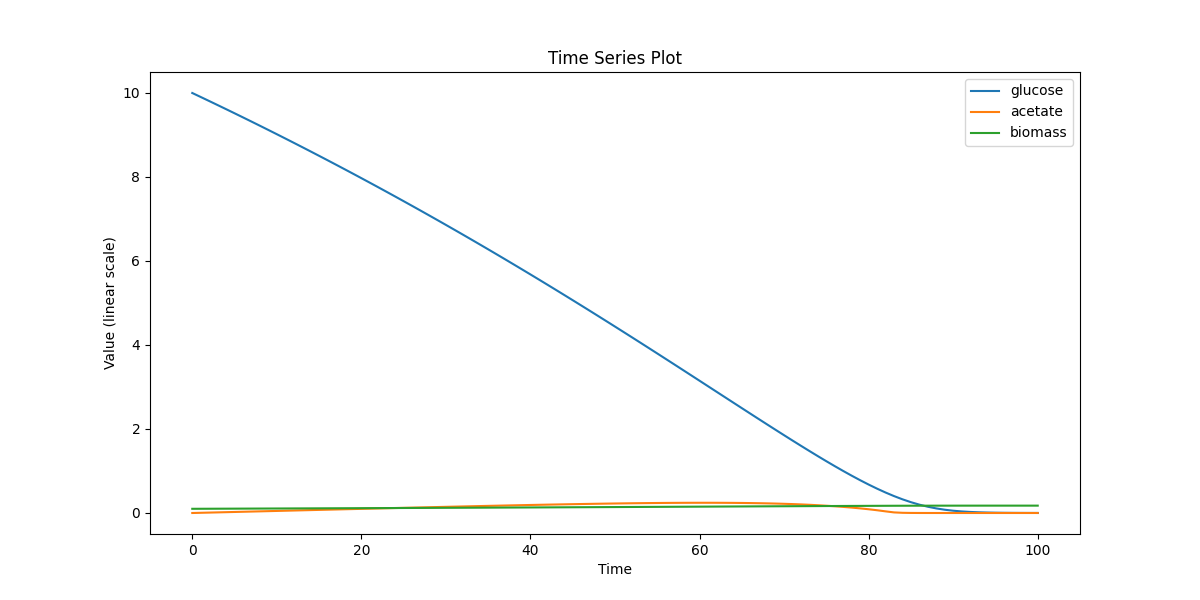 Time Series Plot
glucose
acetate
biomass
10
8
6
4
2
0
Value (linear scale)
0 20 40 60 80 100
Time